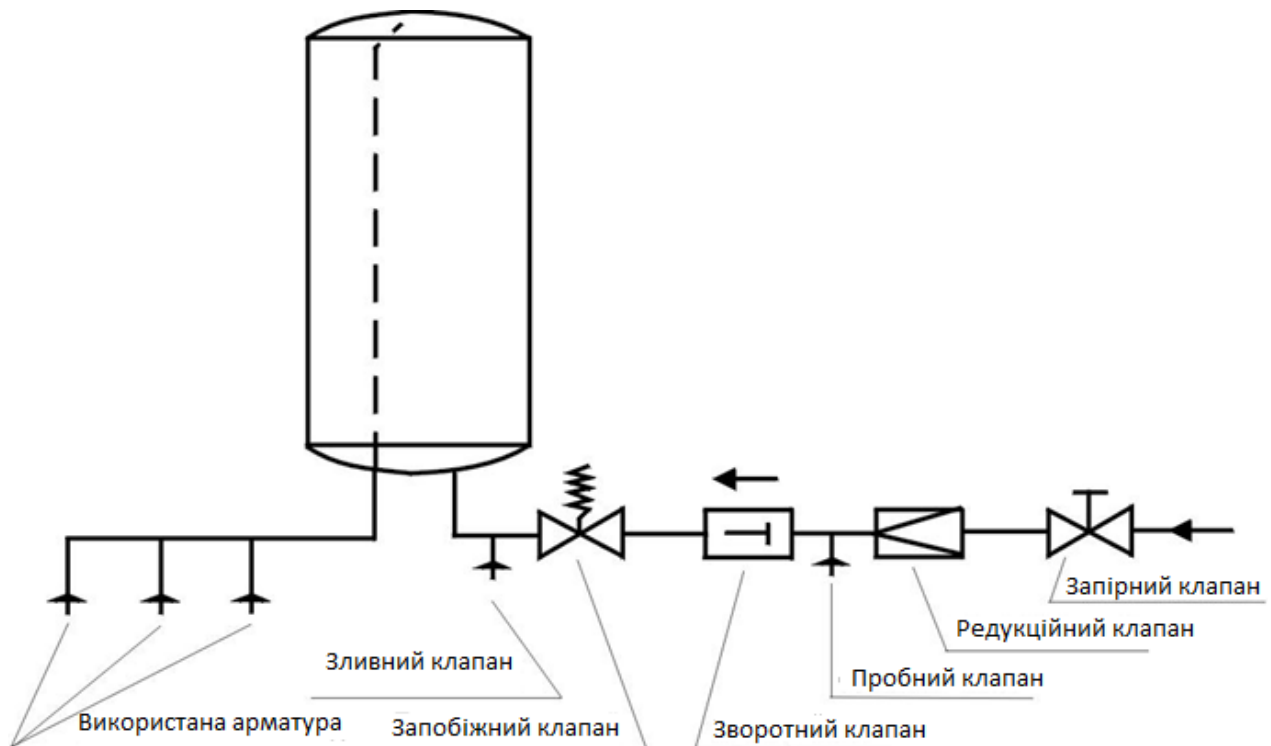 Запірний клапан
Редукційний клапан
Зливний клапан
Пробний клапан
Використана арматура
Запобіжний клапан
Зворотний клапан